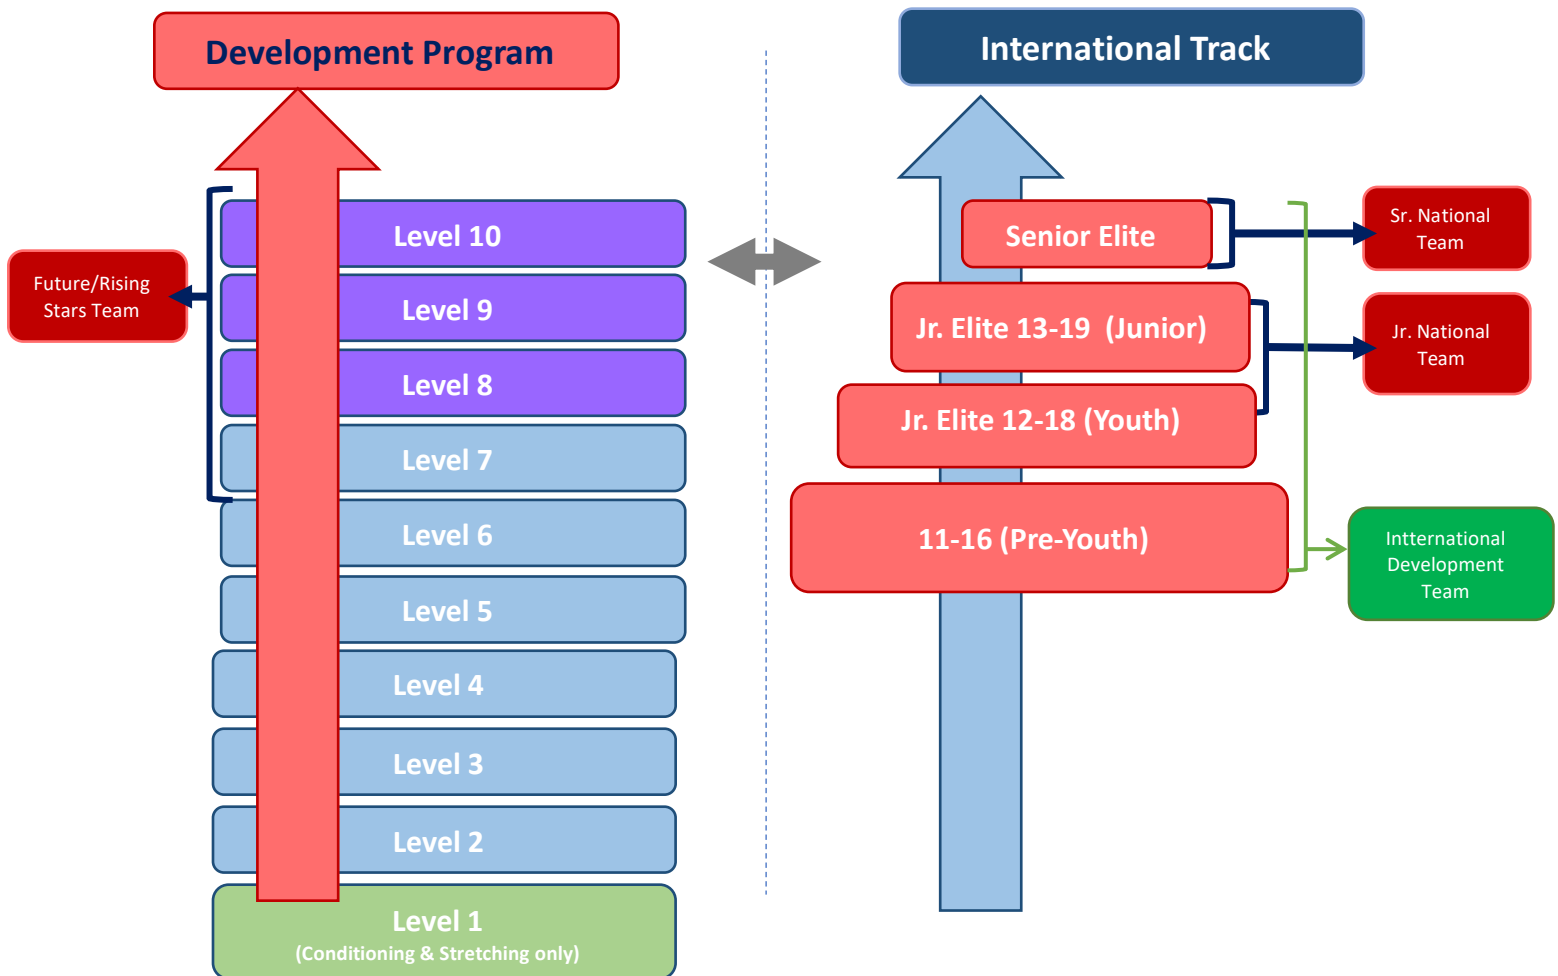 Development Program
Level 10
Level 9
Level 8
Level 7
Level 6
Level 5
Level 4
Level 3
Level 2
Level 1
(Conditioning & Stretching only)
Future/Rising
Stars Team
International Track
Senior Elite
Jr. Elite 13-19  (Junior)
Jr. Elite 12-18 (Youth)
11-16 (Pre-Youth)
Sr. National
Team
Jr. National
Team
Intternational
Development
Team